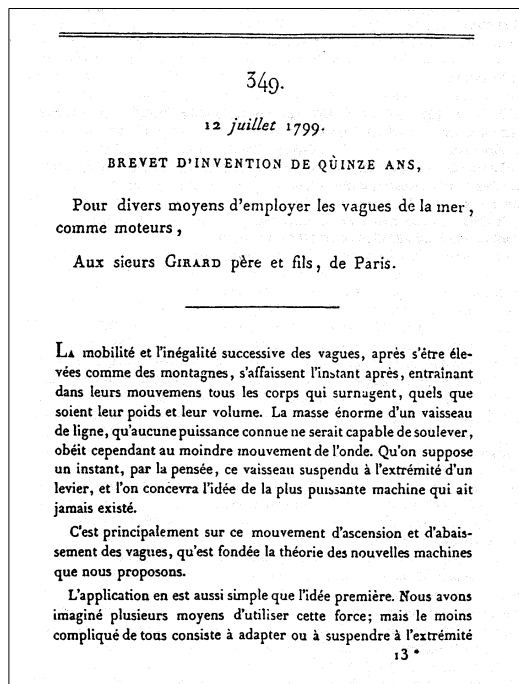 349.
12 juillet 1799.
BREVET D'INVENTION DE QUINZE ANS,
Pour divers moyens d'employer les vagues de la mer,
comme moteurs,
Aux sieurs GIRARD père et fils, de Paris.
LA mobilité et l'inégalité successive des vagues, après s'être éle-
vées comme des montagnes, s'affaissent l'instant après, entraînant
dans leurs mouvemens tous les corps qui surnagent, quels que
soient leur poids et leur volume. La masse énorme d'un vaisseau
de ligne, qu'aucune puissance connue ne serait capable de soulever,
obéit cependant au moindre mouvement de l'onde. Qu'on suppose
un instant, par la pensée, ce vaisseau suspendu à l'extrémité d'un
levier, et l'on concevra l'idée de la plus puissante machine qui ait
jamais existé.
C'est principalement sur ce mouvement d'ascension et d'abais-
sement des vagues, qu'est fondée la théorie des nouvelles machines
que nous proposons.
L'application en est aussi simple que l'idée première. Nous avons
imaginé plusieurs moyens d'utiliser cette force; mais le moins
compliqué de tous consiste à adapter ou à suspendre à l'extrémité
13 *